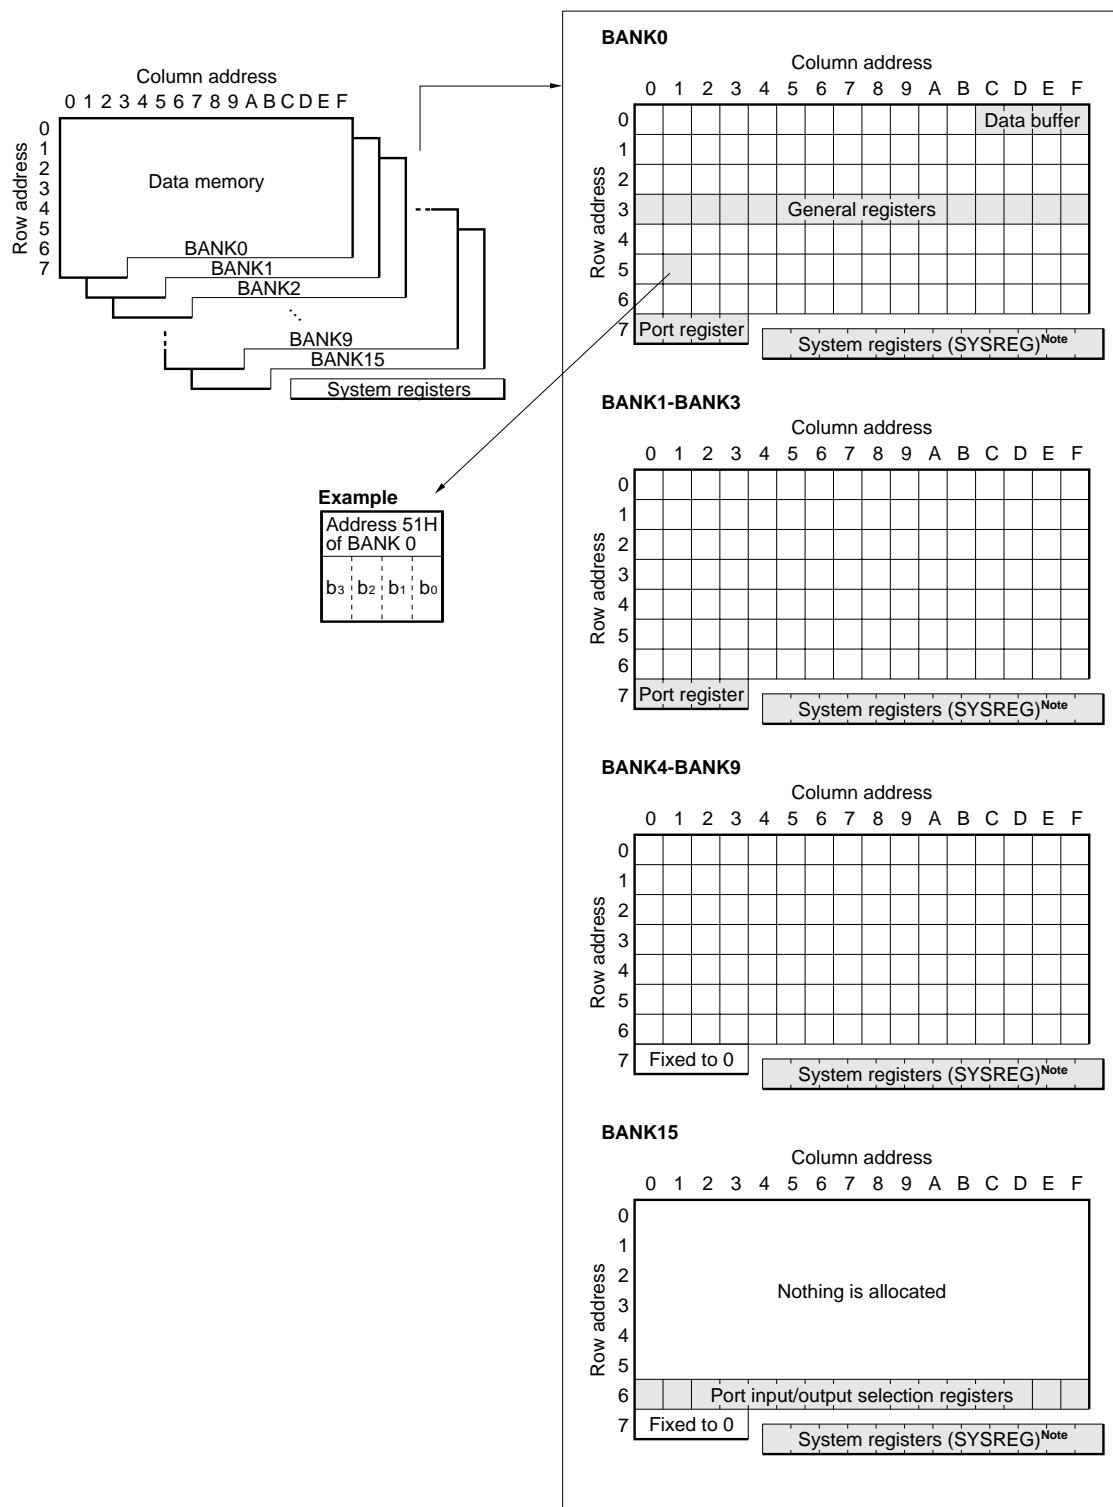 Column address
0 1 2 3 4 5 6 7 8 9 A B C D E F
Row address
0
1
2
3
4
5
6
7
Data memory
BANK0
BANK1
BANK2
BANK9
BANK15
System registers
Example
Address 51H
of BANK 0
b3 b2 b1 b0
BANK0
Column address
0 1 2 3 4 5 6 7 8 9 A B C D E F
Row address
0 Data buffer
1
2
3 General registers
4
5
6
7 Port register System registers (SYSREG)Note
BANK1-BANK3
Column address
0 1 2 3 4 5 6 7 8 9 A B C D E F
Row address
0
1
2
3
4
5
6
7 Port register System registers (SYSREG)Note
BANK4-BANK9
Column address
0 1 2 3 4 5 6 7 8 9 A B C D E F
Row address
0
1
2
3
4
5
6
7 Fixed to 0 System registers (SYSREG)Note
BANK15
Column address
0 1 2 3 4 5 6 7 8 9 A B C D E F
Row address
0
1
2
Nothing is allocated
3
4
5
6 Port input/output selection registers
7 Fixed to 0 System registers (SYSREG)Note